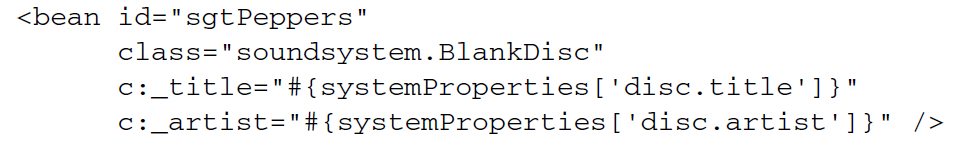 <bean id="sgtPeppers"
class="soundsystem.BlankDisc"
c:_title="#{systemProperties['disc.title']}"
c:_artist="#{systemProperties['disc.artist']}" />